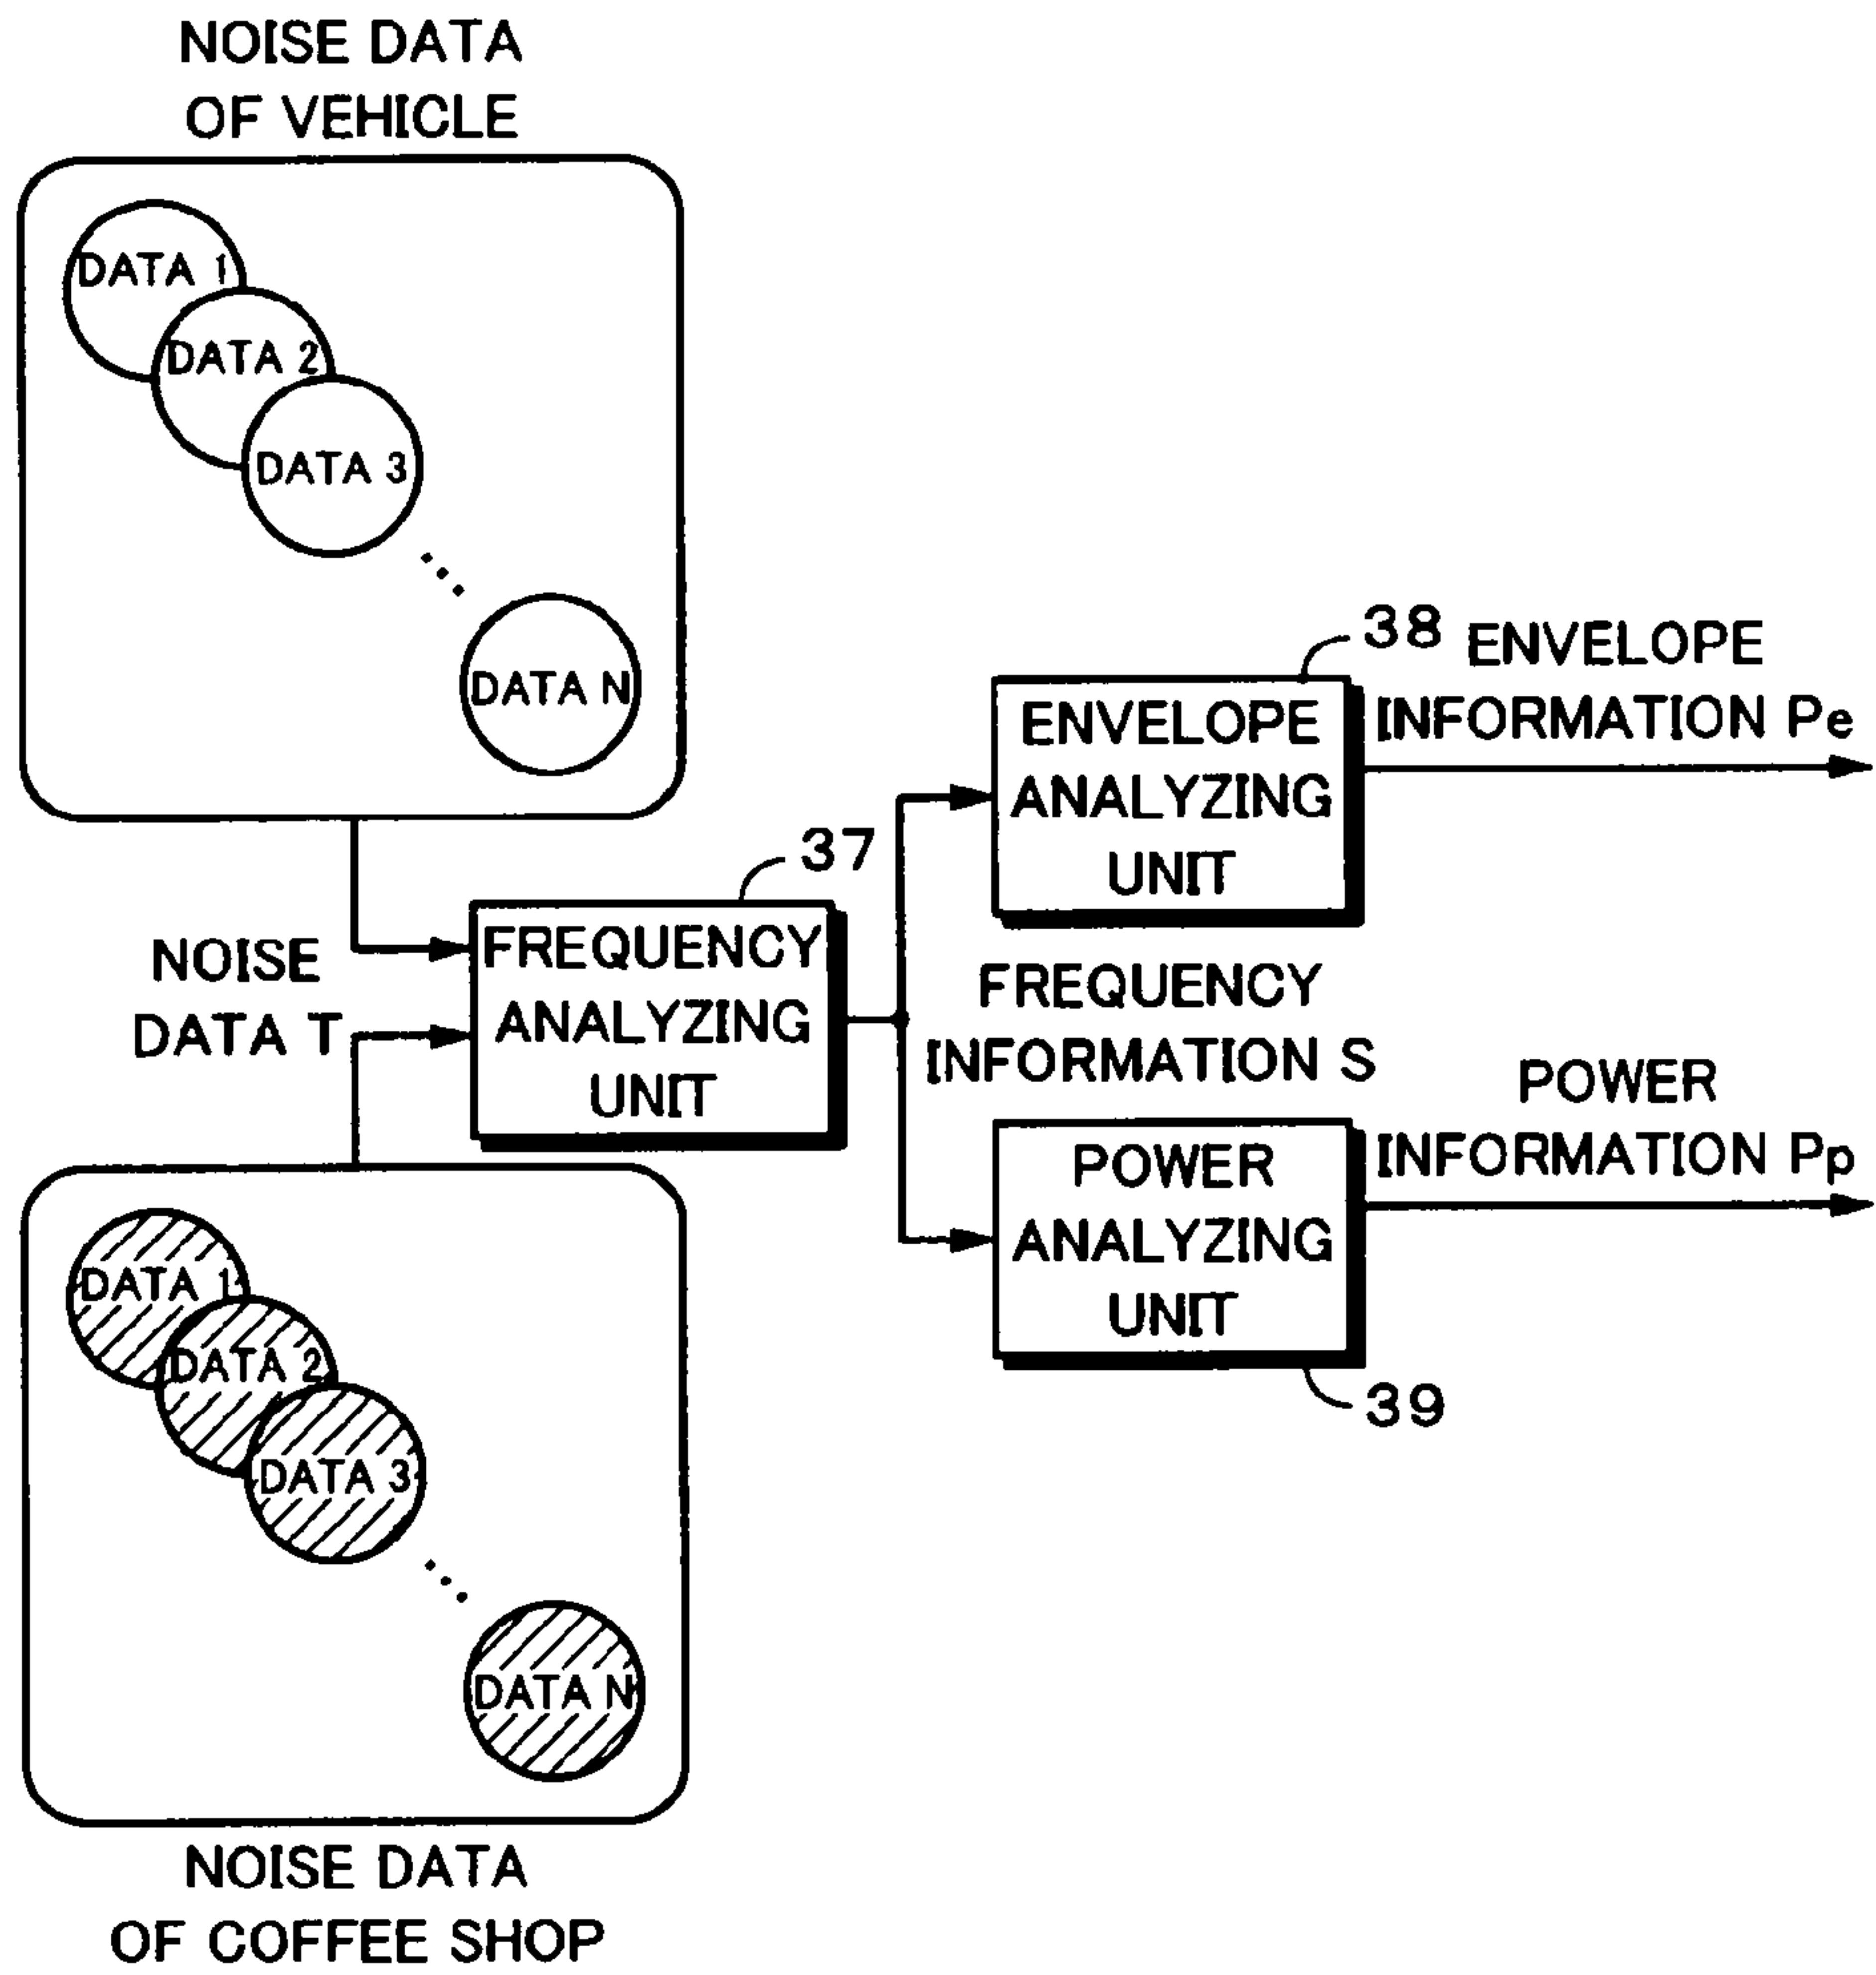 NOISE DATA
OF VEHICLE
DATA 1
DATA 2
DATA 3
DATA N
NOISE
DATA T
37
FREQUENCY
ANALYZING
UNIT
38
ENVELOPE
ANALYZING
UNIT
ENVELOPE
INFORMATION Pe
FREQUENCY
INFORMATION S
POWER
ANALYZING
UNIT
39
POWER
INFORMATION Pp
DATA 1
DATA 2
DATA 3
DATA N
NOISE DATA
OF COFFEE SHOP